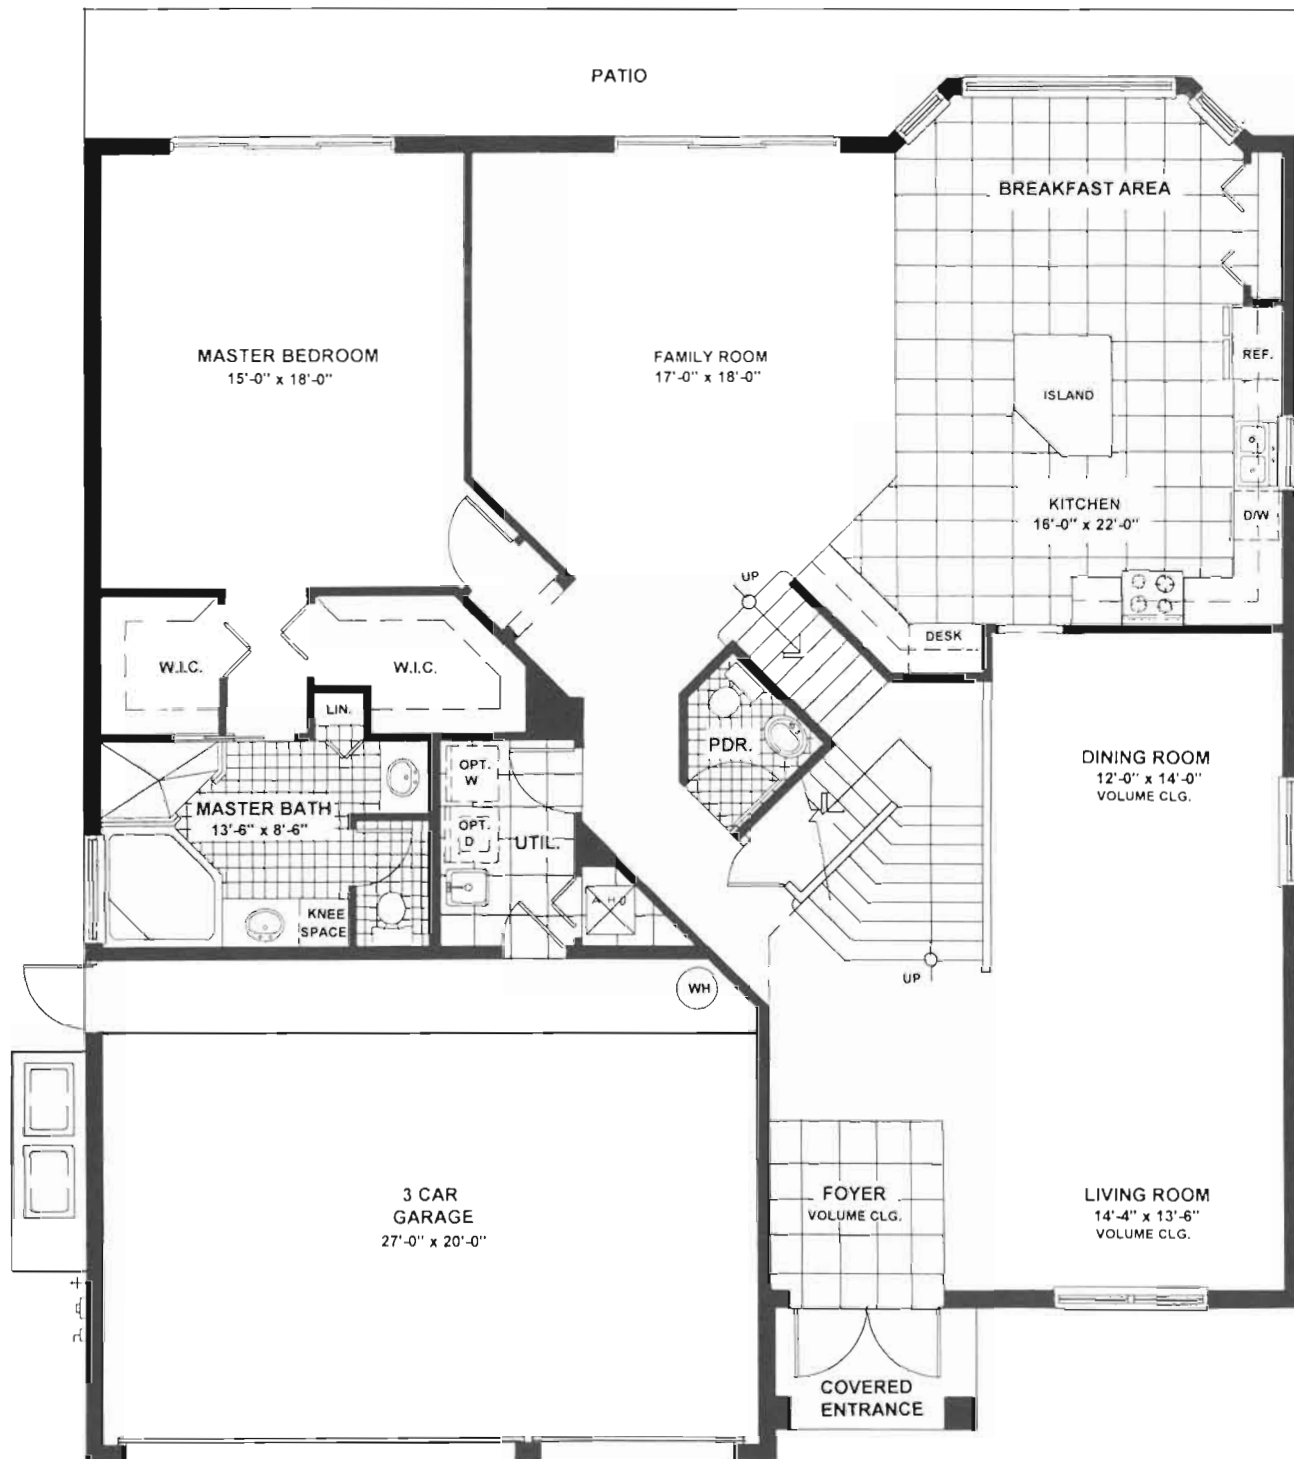 PATIO
BREAKFAST AREA
MASTER BEDROOM
15'-0" x 18'-0"
FAMILY ROOM
17'-0" x 18'-0"
REF.
ISLAND
KITCHEN
16'-0" x 22'-0"
D/W
UP
DESK
W.I.C.
W.I.C.
LIN.
PDR.
DINING ROOM
12'-0" x 14'-0"
VOLUME CLG.
OPT.
W
MASTER BATH
13'-6" x 8'-6"
OPT.
D
UTIL.
A H U
KNEE
SPACE
UP
WH
3 CAR
GARAGE
27'-0" x 20'-0"
FOYER
VOLUME CLG.
LIVING ROOM
14'-4" x 13'-6"
VOLUME CLG.
COVERED
ENTRANCE